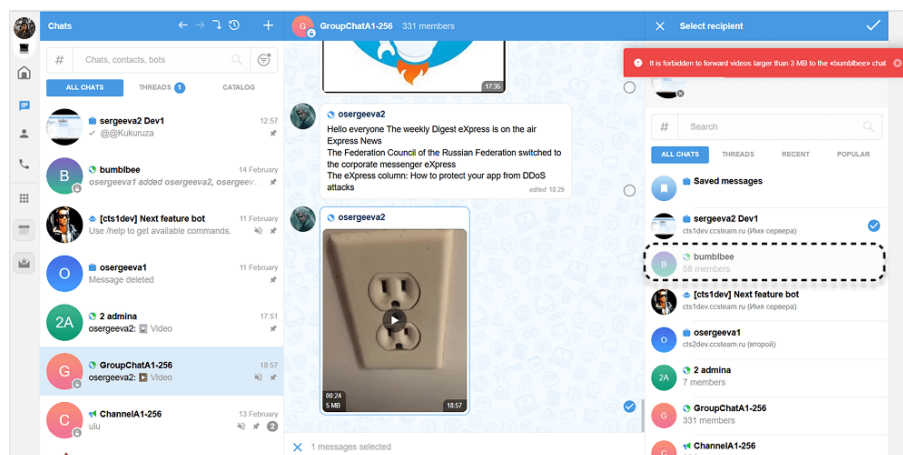 Chats
GroupChatA1-256 331 members
Select recipient
It is forbidden to forward videos larger than 3 MB to the «bumblbee» chat
# Chats, contacts, bots
ALL CHATS THREADS 1 CATALOG
sergeeva2 Dev1 12:57
@@Kukuruza
B bumblbee 14 February
osergeeva1 added osergeeva2, osergeev...
[cts1dev] Next feature bot 11 February
Use /help to get available commands.
O osergeeva1 11 February
Message deleted
2A 2 admina 17:51
osergeeva2: Video
G GroupChatA1-256 18:57
osergeeva2: Video
C ChannelA1-256 13 February
uiu 2
17:35
osergeeva2
Hello everyone The weekly Digest eXpress is on the air
Express News
The Federation Council of the Russian Federation switched to
the corporate messenger eXpress
The eXpress column: How to protect your app from DDoS
attacks
edited 18:29
osergeeva2
00:24
5 MB 18:57
1 messages selected
# Search
ALL CHATS THREADS RECENT POPULAR
Saved messages
sergeeva2 Dev1
cts1dev.ccsteam.ru (Имя сервера)
B bumblbee
58 members
[cts1dev] Next feature bot
cts1dev.ccsteam.ru (Имя сервера)
O osergeeva1
cts2dev.ccsteam.ru (второй)
2A 2 admina
7 members
G GroupChatA1-256
331 members
C ChannelA1-256